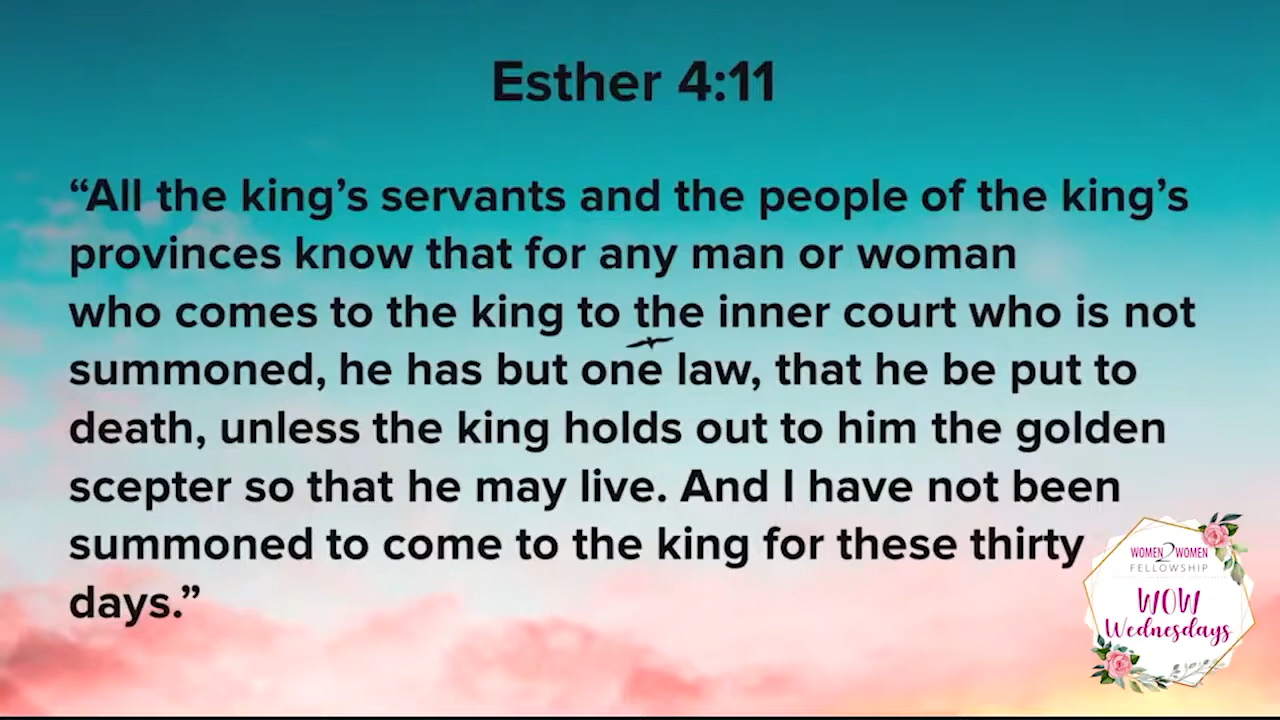 Esther 4:11
“All the king’s servants and the people of the king’s
provinces know that for any man or woman
who comes to the king to the inner court who is not
summoned, he has but one law, that he be put to
death, unless the king holds out to him the golden
scepter so that he may live. And I have not been
summoned to come to the king for these thirty
days.”
WOMEN2WOMEN
FELLOWSHIP
WOW
Wednesdays